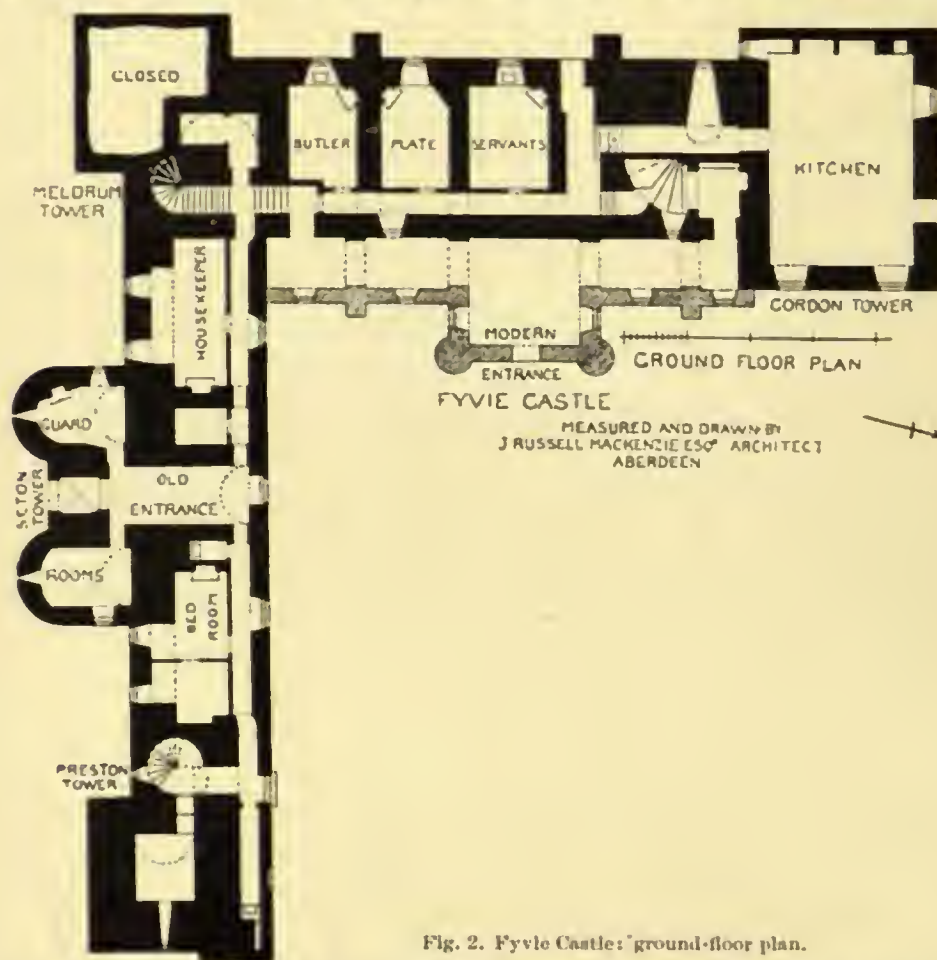 CLOSED
BUTLER
PLATE
SERVANTS
KITCHEN
MELDRUM
TOWER
HOUSEKEEPER
GORDON TOWER
MODERN
ENTRANCE
GROUND FLOOR PLAN
FYVIE CASTLE
MEASURED AND DRAWN BY
J RUSSELL MACKENZIE ESQR ARCHITECT
ABERDEEN
GUARD
SETON
TOWER
OLD
ENTRANCE
ROOMS
BED
ROOM
PRESTON
TOWER
Fig. 2. Fyvie Castle: ground-floor plan.